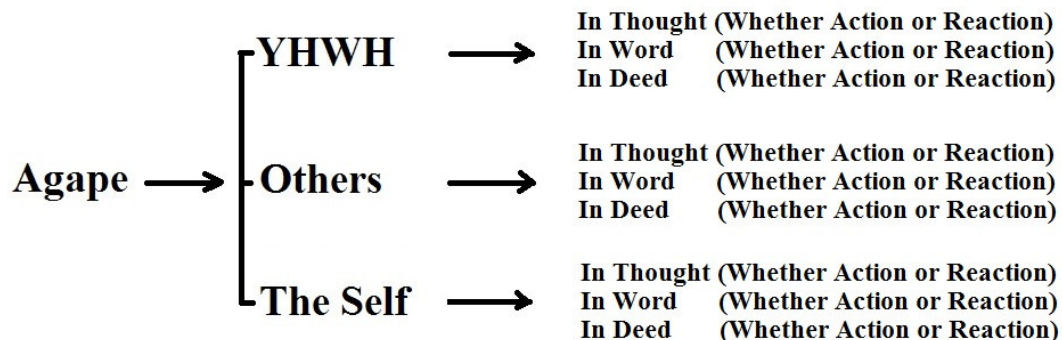 In Thought (Whether Action or Reaction)
YHWH In Word (Whether Action or Reaction)
In Deed (Whether Action or Reaction)
In Thought (Whether Action or Reaction)
Agape Others In Word (Whether Action or Reaction)
In Deed (Whether Action or Reaction)
In Thought (Whether Action or Reaction)
The Self In Word (Whether Action or Reaction)
In Deed (Whether Action or Reaction)